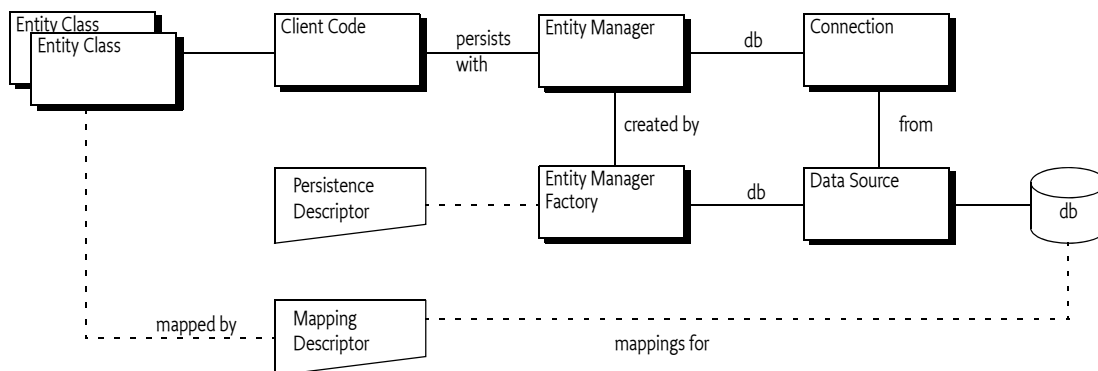 Entity Class
Entity Class
Client Code
persists
with
Entity Manager
db
Connection
created by
from
Persistence
Descriptor
Entity Manager
Factory
db
Data Source
db
mapped by
Mapping
Descriptor
mappings for